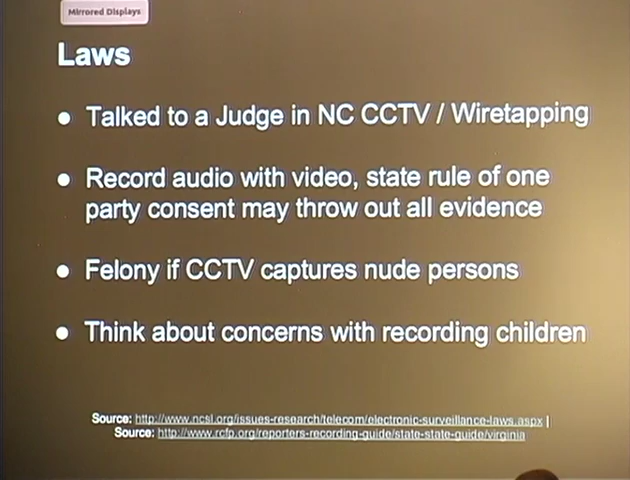 Mirrored Displays
Laws
● Talked to a Judge in NC CCTV / Wiretapping
● Record audio with video, state rule of one
party consent may throw out all evidence
● Felony if CCTV captures nude persons
● Think about concerns with recording children
Source: http://www.ncsl.org/issues-research/telecom/electronic-surveillance-laws.aspx |
Source: http://www.rcfp.org/reporters-recording-guide/state-state-guide/virginia